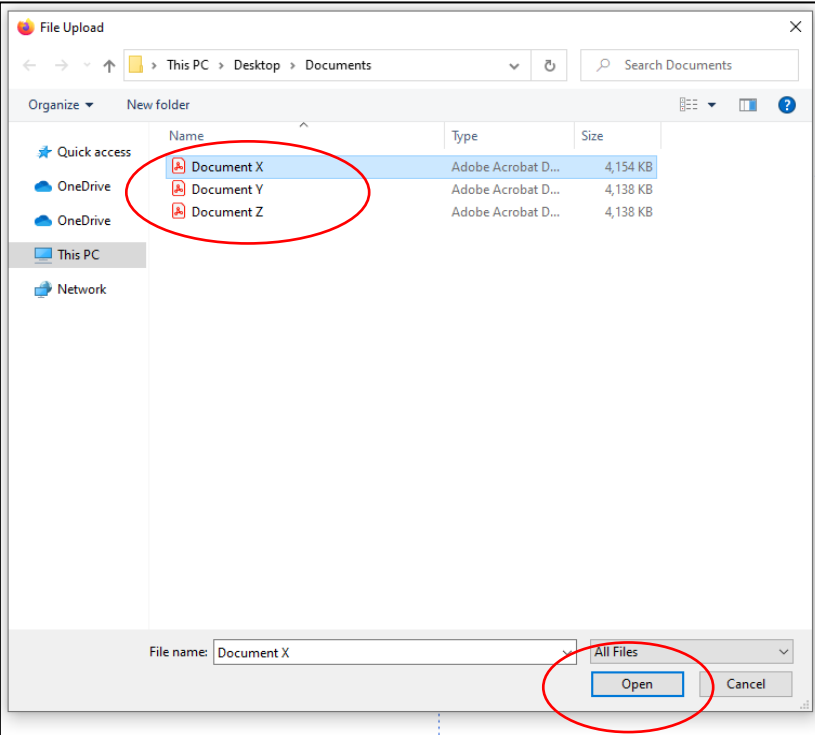 File Upload
This PC > Desktop > Documents
Search Documents
Organize
New folder
?
Name Type Size
Quick access
OneDrive
OneDrive
This PC
Network
Document X Adobe Acrobat D... 4,154 KB
Document Y Adobe Acrobat D... 4,138 KB
Document Z Adobe Acrobat D... 4,138 KB
File name: Document X All Files
Open Cancel